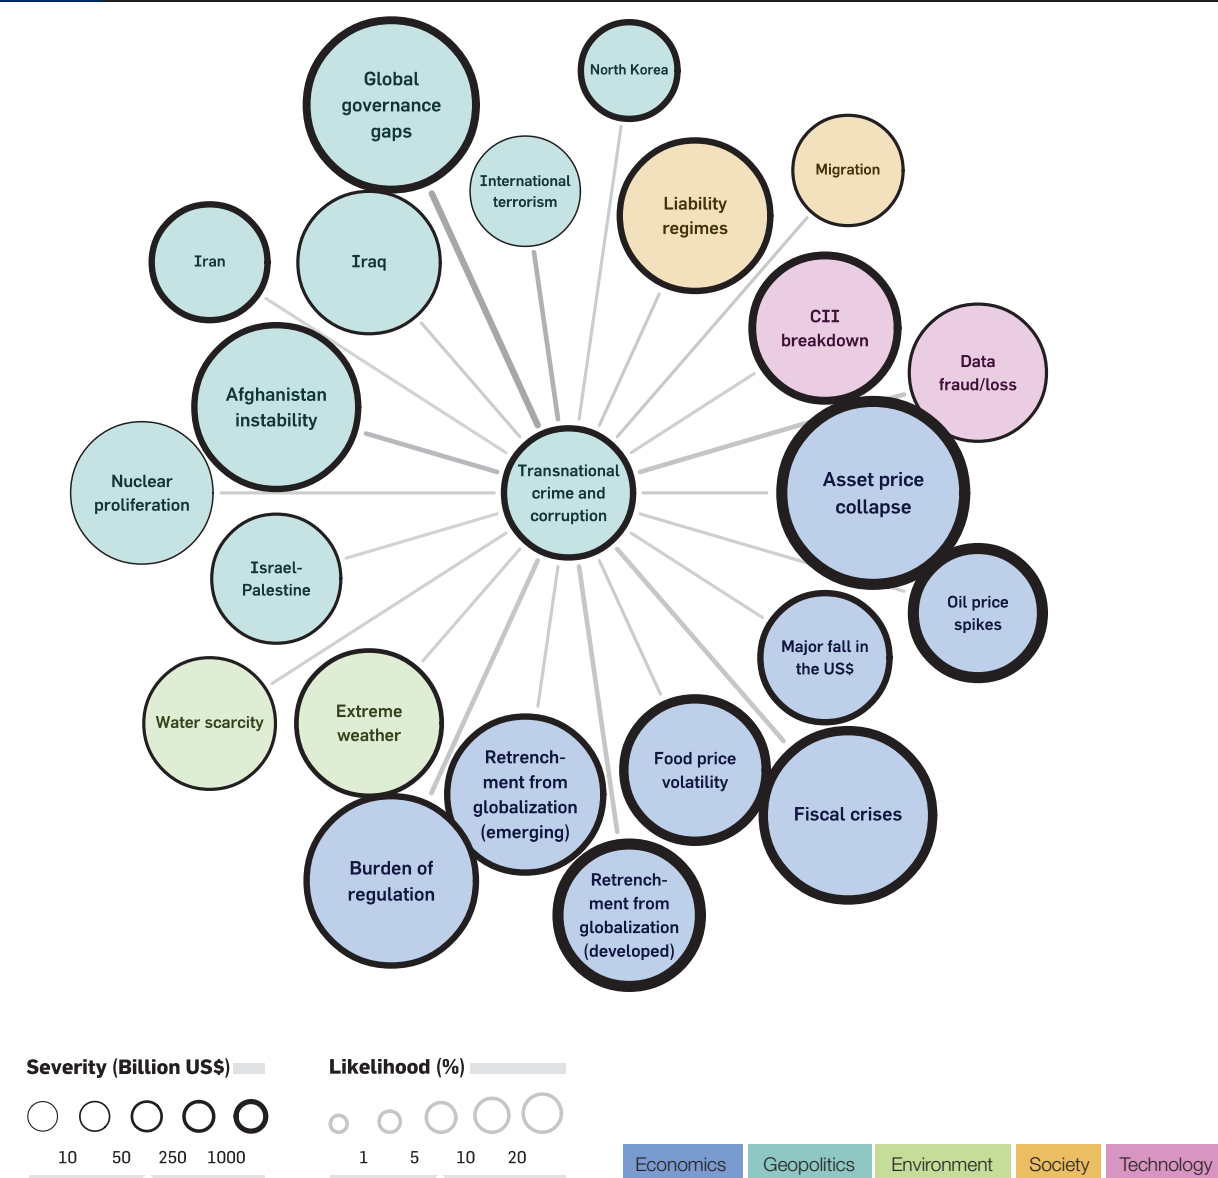 Global
governance
gaps
North Korea
International
terrorism
Liability
regimes
Migration
Iran
Iraq
CII
breakdown
Data
fraud/loss
Afghanistan
instability
Nuclear
proliferation
Transnational
crime and
corruption
Asset price
collapse
Israel-
Palestine
Oil price
spikes
Major fall in
the US$
Water scarcity
Extreme
weather
Retrench-
ment from
globalization
(emerging)
Food price
volatility
Fiscal crises
Burden of
regulation
Retrench-
ment from
globalization
(developed)
Severity (Billion US$)
10 50 250 1000
Likelihood (%)
1 5 10 20
Economics Geopolitics Environment Society Technology